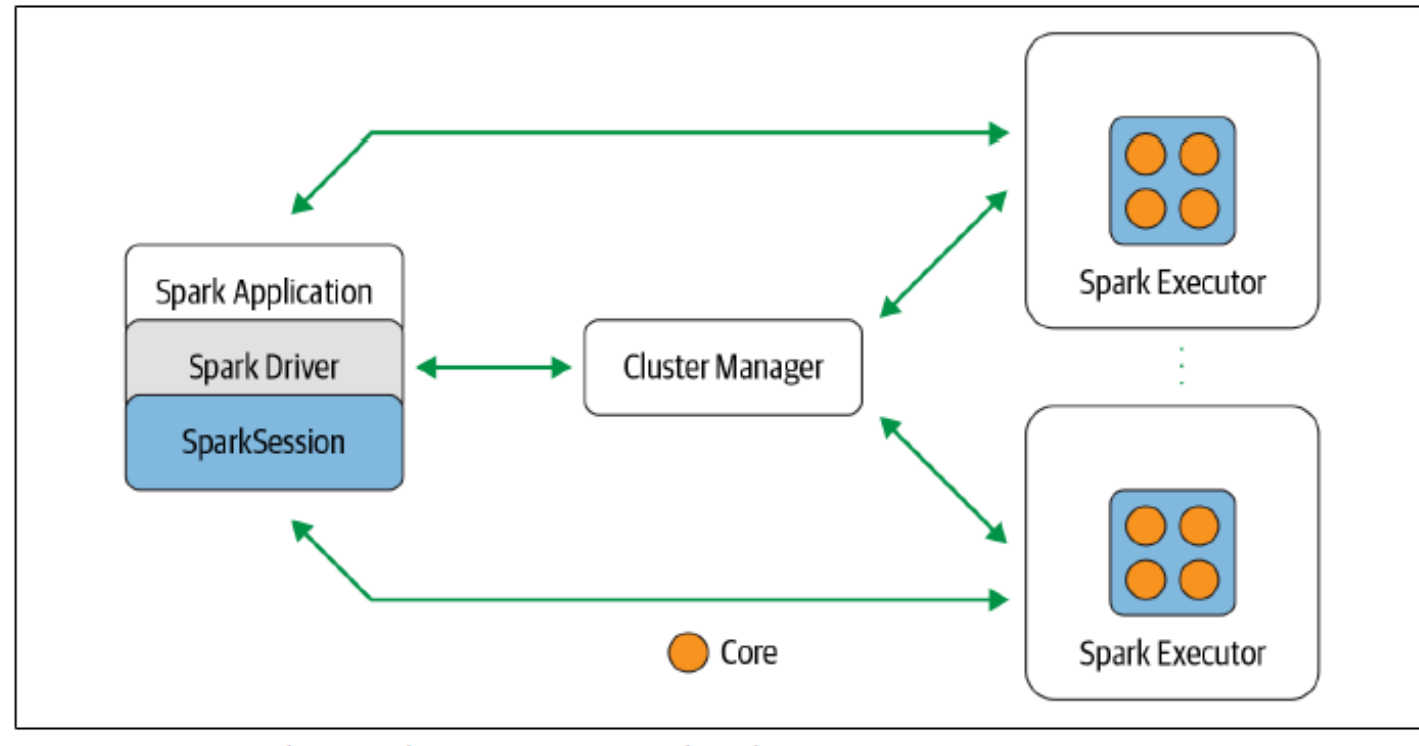 Spark Application
Spark Driver
SparkSession
Cluster Manager
Spark Executor
Spark Executor
Core